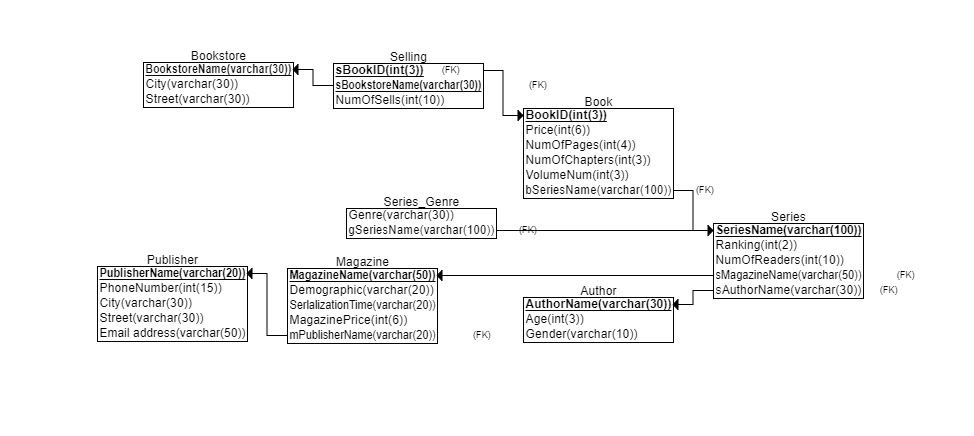 Bookstore
BookstoreName(varchar(30))
City(varchar(30))
Street(varchar(30))
Selling
sBookID(int(3)) (FK)
sBookstoreName(varchar(30)) (FK)
NumOfSells(int(10))
Book
BookID(int(3))
Price(int(6))
NumOfPages(int(4))
NumOfChapters(int(3))
VolumeNum(int(3))
bSeriesName(varchar(100)) (FK)
Series_Genre
Genre(varchar(30))
gSeriesName(varchar(100)) (FK)
Series
SeriesName(varchar(100))
Ranking(int(2))
NumOfReaders(int(10))
sMagazineName(varchar(50)) (FK)
sAuthorName(varchar(30)) (FK)
Publisher
PublisherName(varchar(20))
PhoneNumber(int(15))
City(varchar(30))
Street(varchar(30))
Email address(varchar(50))
Magazine
MagazineName(varchar(50))
Demographic(varchar(20))
SerlalizationTime(varchar(20))
MagazinePrice(int(6))
mPublisherName(varchar(20)) (FK)
Author
AuthorName(varchar(30))
Age(int(3))
Gender(varchar(10))